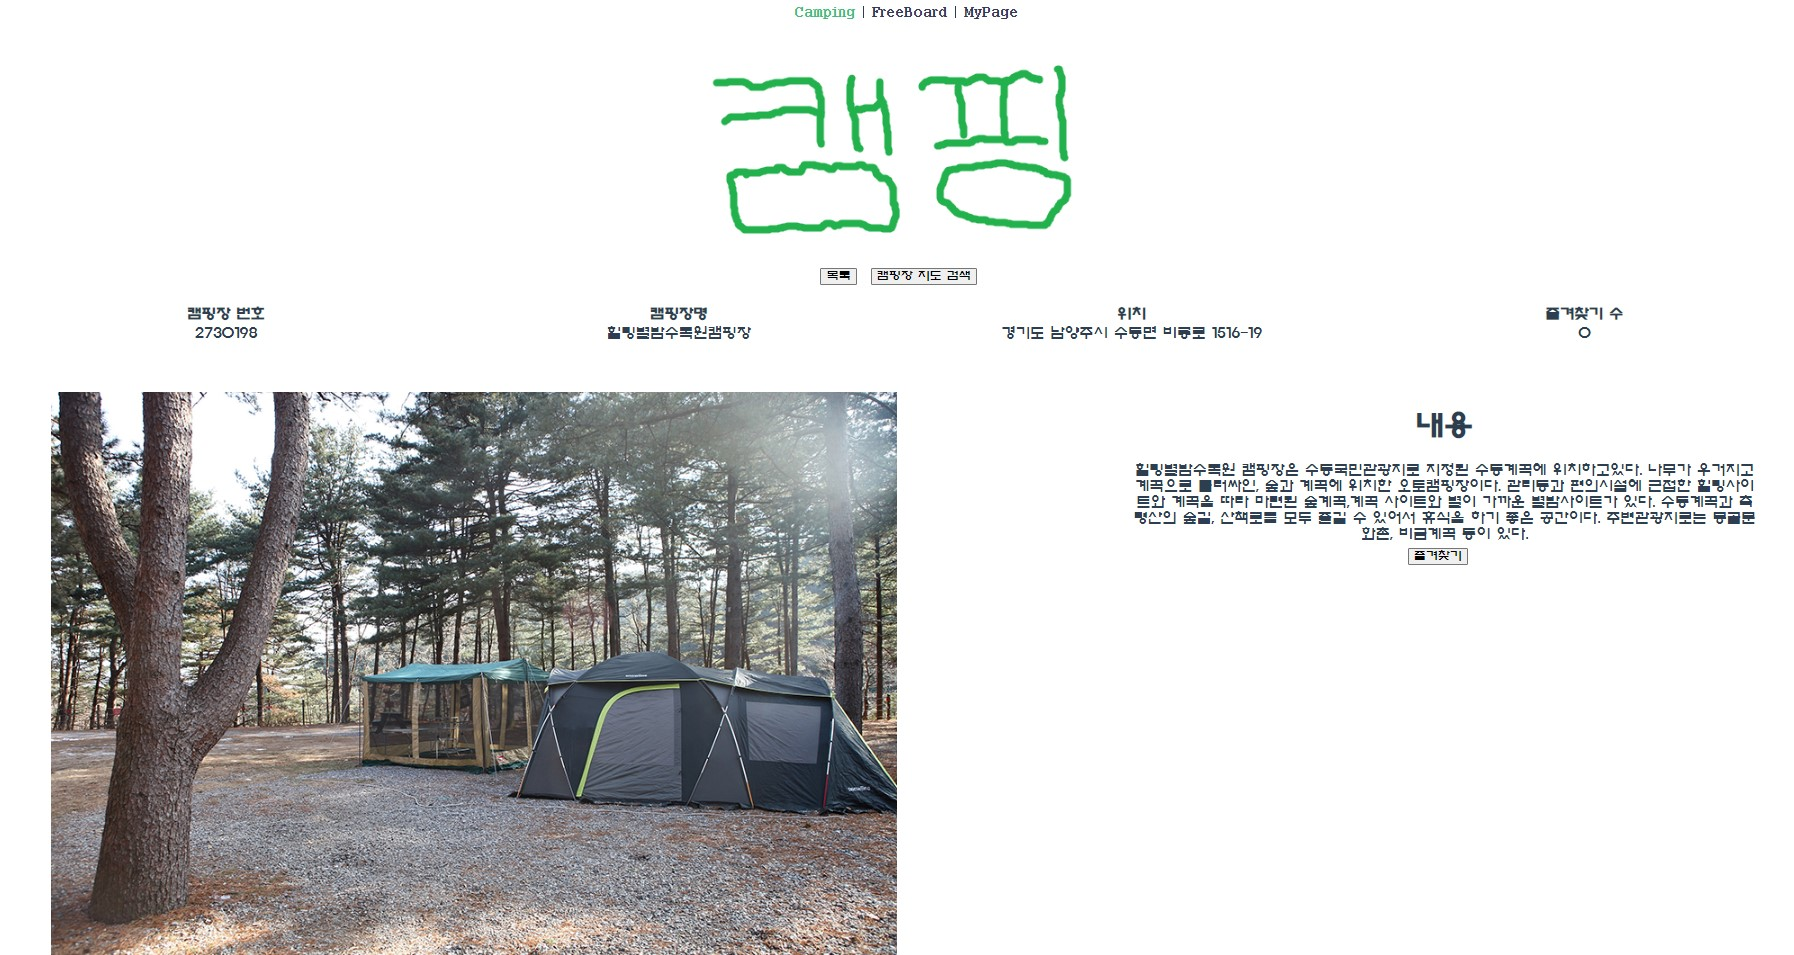 Camping | FreeBoard | MyPage
캠핑
목록 캠핑장 지도 검색
캠핑장 번호 캠핑장명 위치 즐겨찾기 수
2730198 힐링별밤수목원캠핑장 경기도 남양주시 수동면 비룡로 1516-19 0
내용
힐링별밤수목원 캠핑장은 수동국민관광지로 지정된 수동계곡에 위치하고있다. 나무가 우거지고
계곡으로 둘러싸인, 숲과 계곡에 위치한 오토캠핑장이다. 관리동과 편의시설에 근접한 힐링사이
트와 계곡을 따라 마련된 숲계곡,계곡 사이트와 별이 가까운 별밤사이트가 있다. 수동계곡과 축
령산의 숲길, 산책로를 모두 즐길 수 있어서 휴식을 하기 좋은 공간이다. 주변관광지로는 몽골문
화촌, 비금계곡 등이 있다.
즐겨찾기